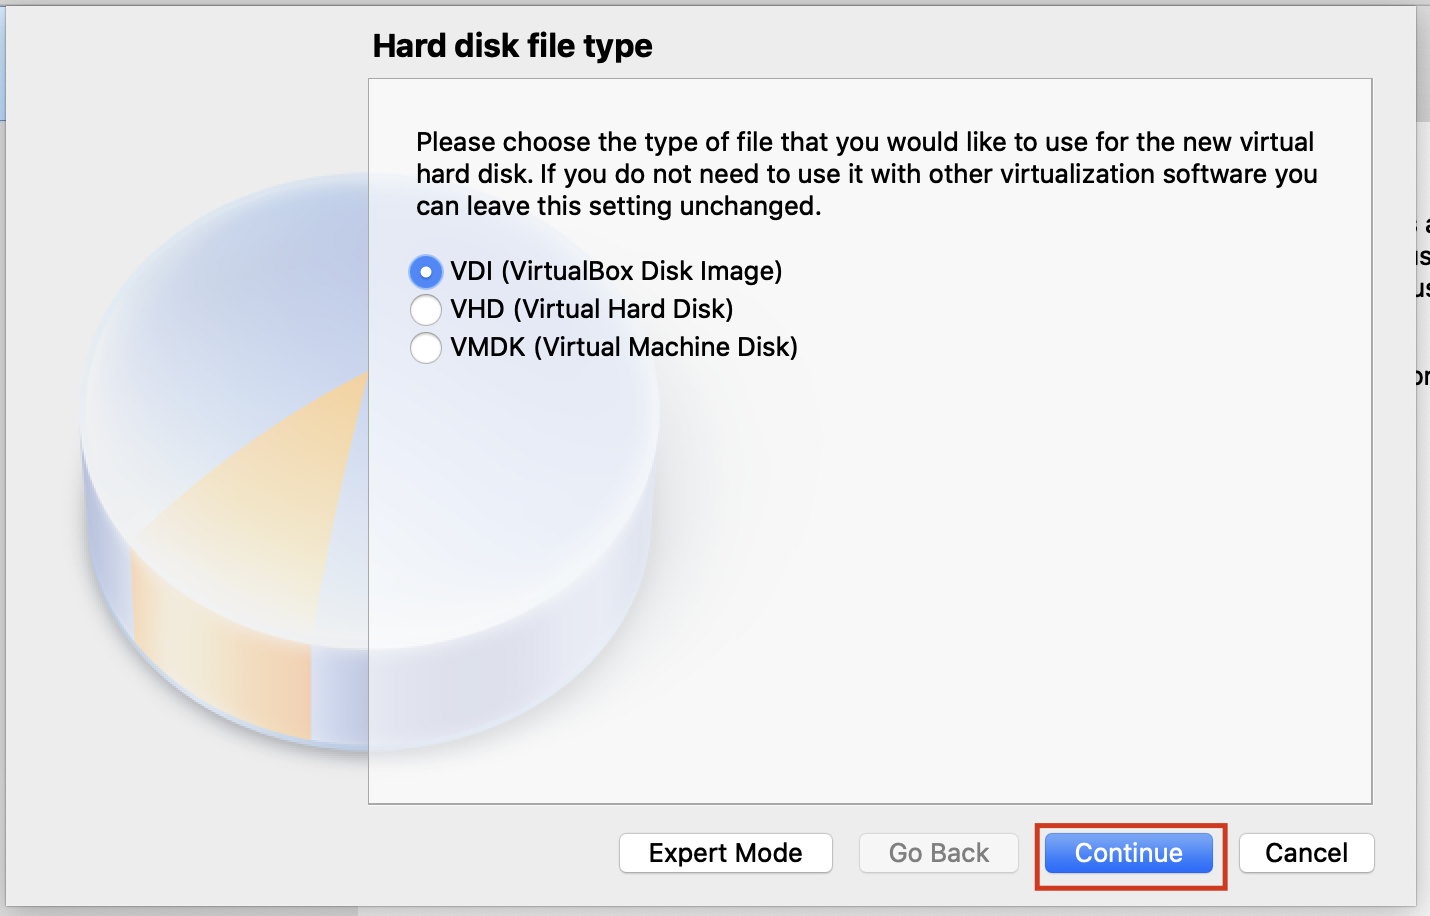 Hard disk file type
Please choose the type of file that you would like to use for the new virtual
hard disk. If you do not need to use it with other virtualization software you
can leave this setting unchanged.
VDI (VirtualBox Disk Image)
VHD (Virtual Hard Disk)
VMDK (Virtual Machine Disk)
Expert Mode
Go Back
Continue
Cancel